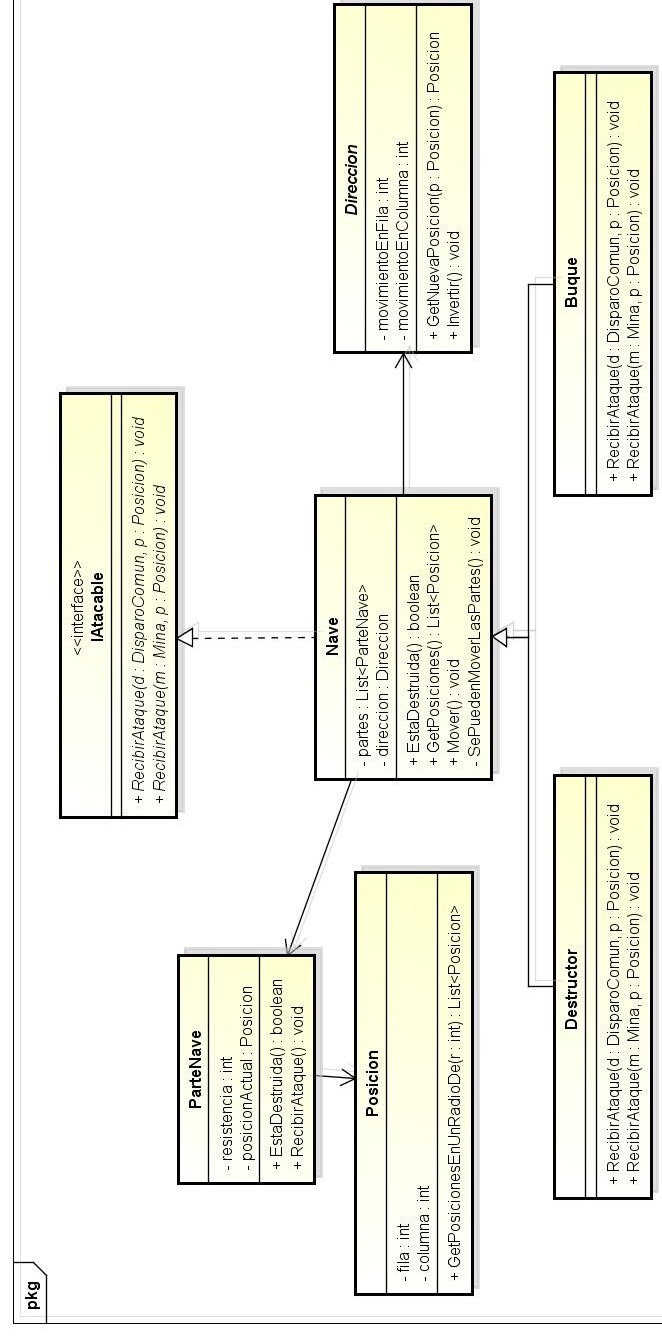 pkg
<<interface>>
IAtacable
+ RecibirAtaque(d : DisparoComun, p : Posicion) : void
+ RecibirAtaque(m : Mina, p : Posicion) : void
ParteNave
- resistencia : int
- posicionActual : Posicion
+ EstaDestruida() : boolean
+ RecibirAtaque() : void
Nave
- partes : List<ParteNave>
- direccion : Direccion
+ EstaDestruida() : boolean
+ GetPosiciones() : List<Posicion>
+ Mover() : void
- SePuedenMoverLasPartes() : void
Direccion
- movimientoEnFila : int
- movimientoEnColumna : int
+ GetNuevaPosicion(p : Posicion) : Posicion
+ Invertir() : void
Posicion
- fila : int
- columna : int
+ GetPosicionesEnUnRadioDe(r : int) : List<Posicion>
Destructor
+ RecibirAtaque(d : DisparoComun, p : Posicion) : void
+ RecibirAtaque(m : Mina, p : Posicion) : void
Buque
+ RecibirAtaque(d : DisparoComun, p : Posicion) : void
+ RecibirAtaque(m : Mina, p : Posicion) : void